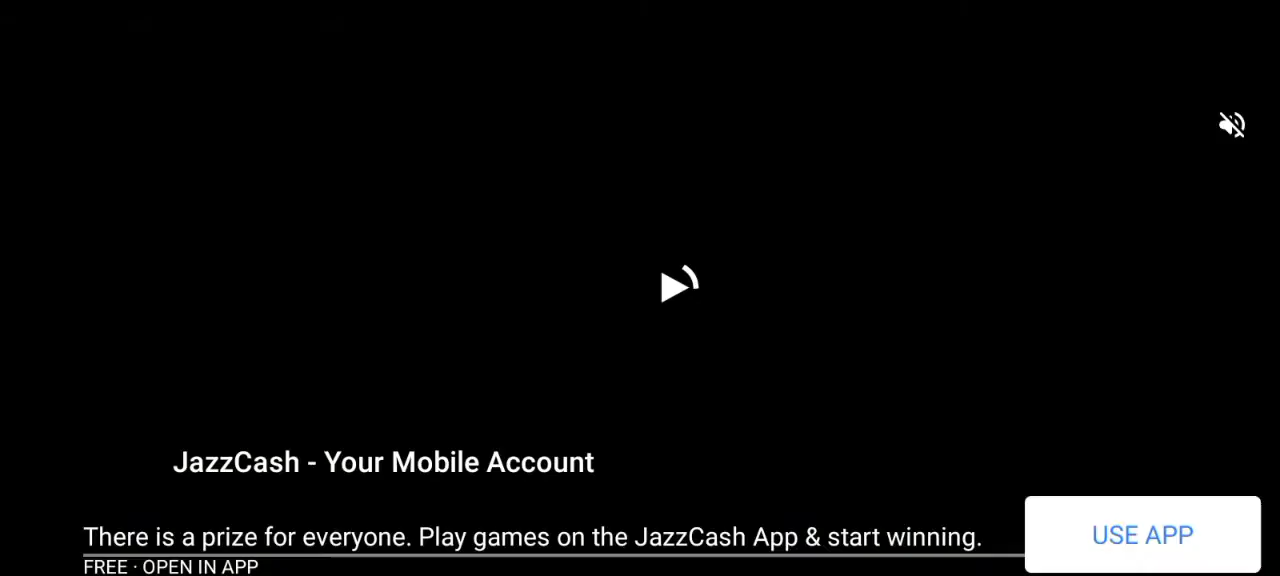 JazzCash - Your Mobile Account
There is a prize for everyone. Play games on the JazzCash App & start winning.
USE APP
FREE · OPEN IN APP